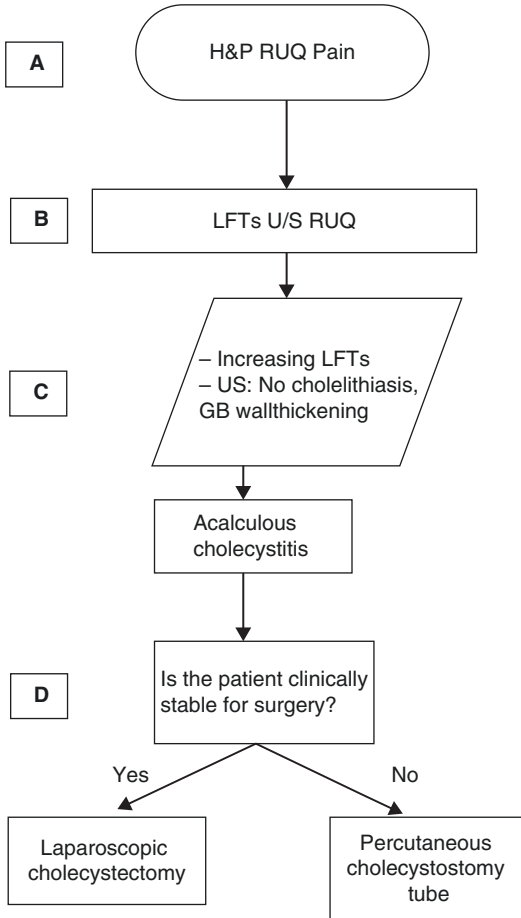 A
H&P RUQ Pain
B
LFTs U/S RUQ
C
– Increasing LFTs
– US: No cholelithiasis,
GB wallthickening
Acalculous
cholecystitis
D
Is the patient clinically
stable for surgery?
Yes
No
Laparoscopic
cholecystectomy
Percutaneous
cholecystostomy
tube